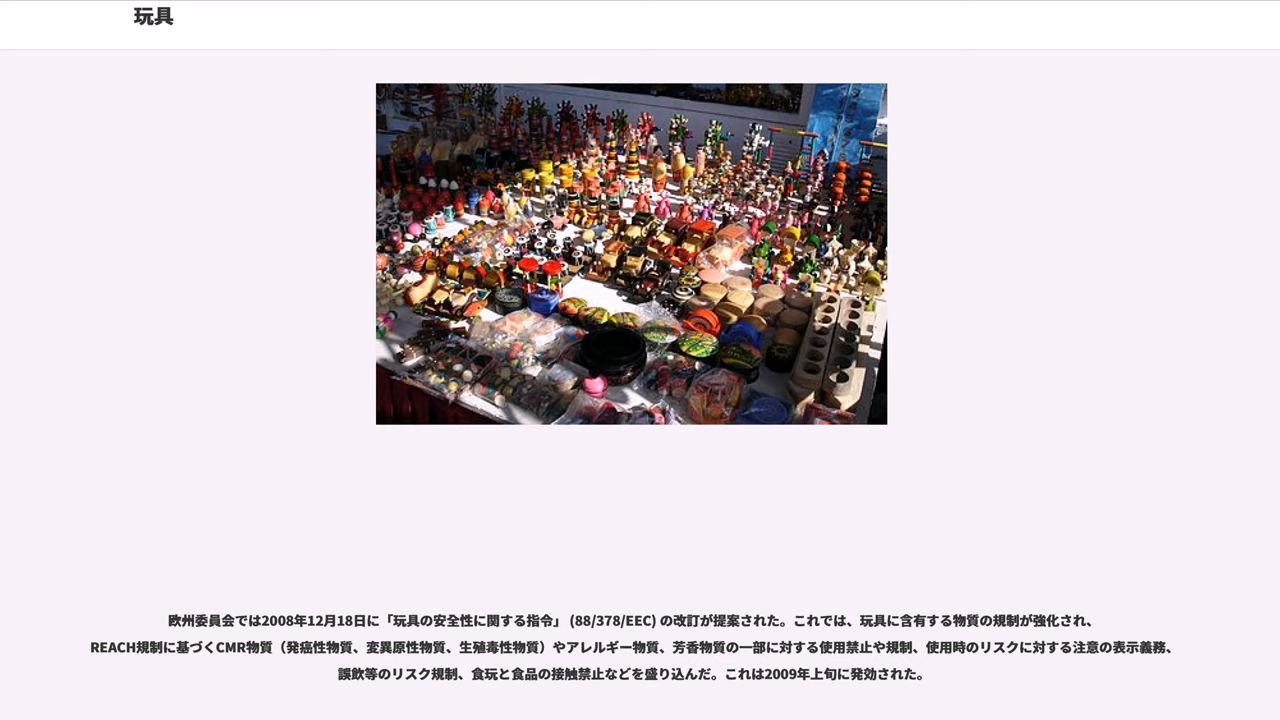 玩具
欧州委員会では2008年12月18日に「玩具の安全性に関する指令」 (88/378/EEC) の改訂が提案された。これでは、玩具に含有する物質の規制が強化され、
REACH規制に基づくCMR物質（発癌性物質、変異原性物質、生殖毒性物質）やアレルギー物質、芳香物質の一部に対する使用禁止や規制、使用時のリスクに対する注意の表示義務、
誤飲等のリスク規制、食玩と食品の接触禁止などを盛り込んだ。これは2009年上旬に発効された。